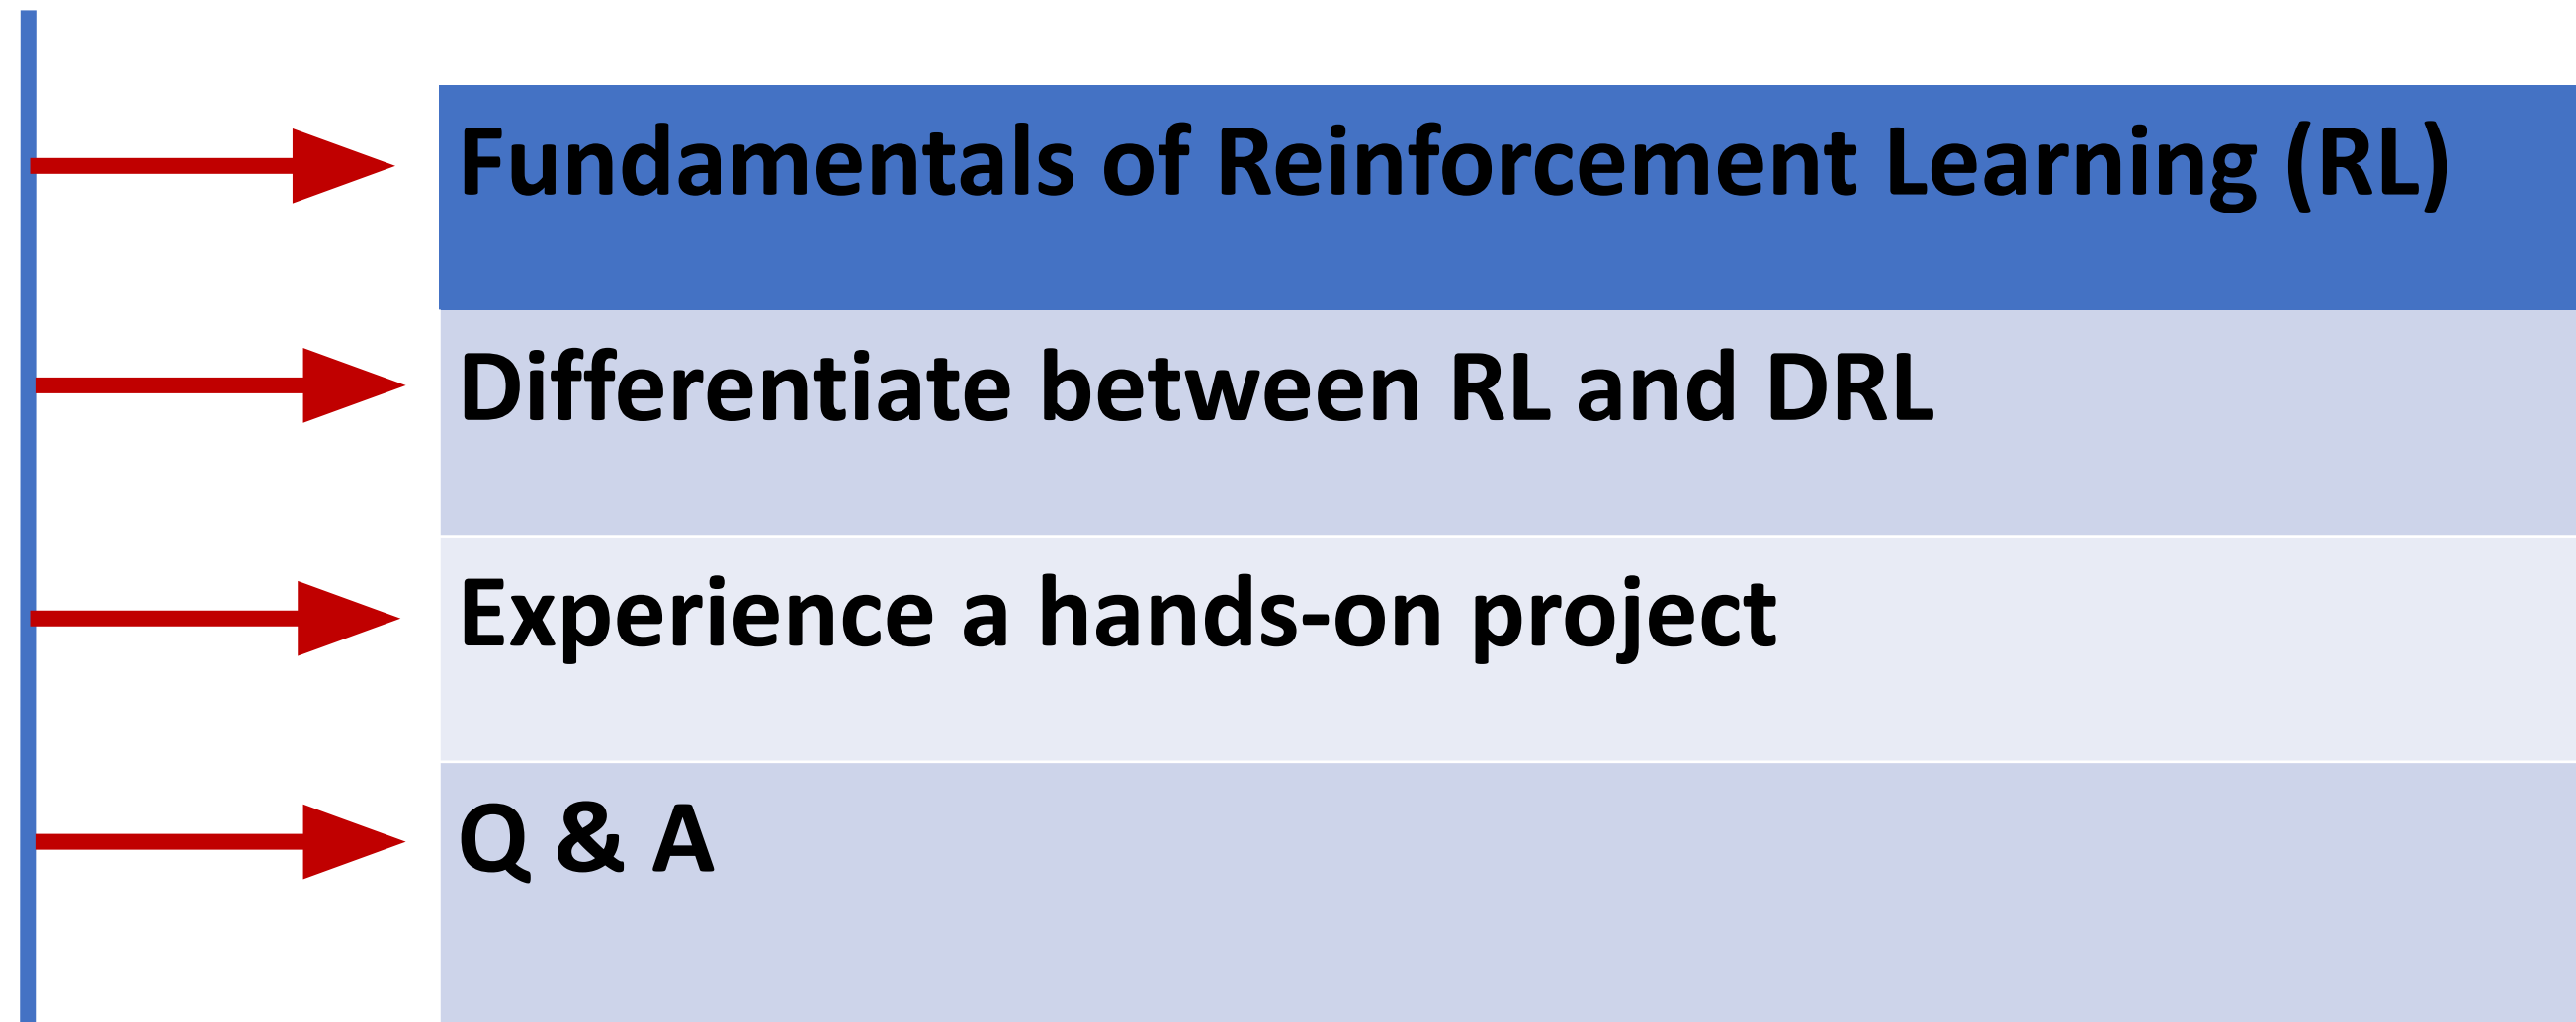 Fundamentals of Reinforcement Learning (RL)
Differentiate between RL and DRL
Experience a hands-on project
Q & A